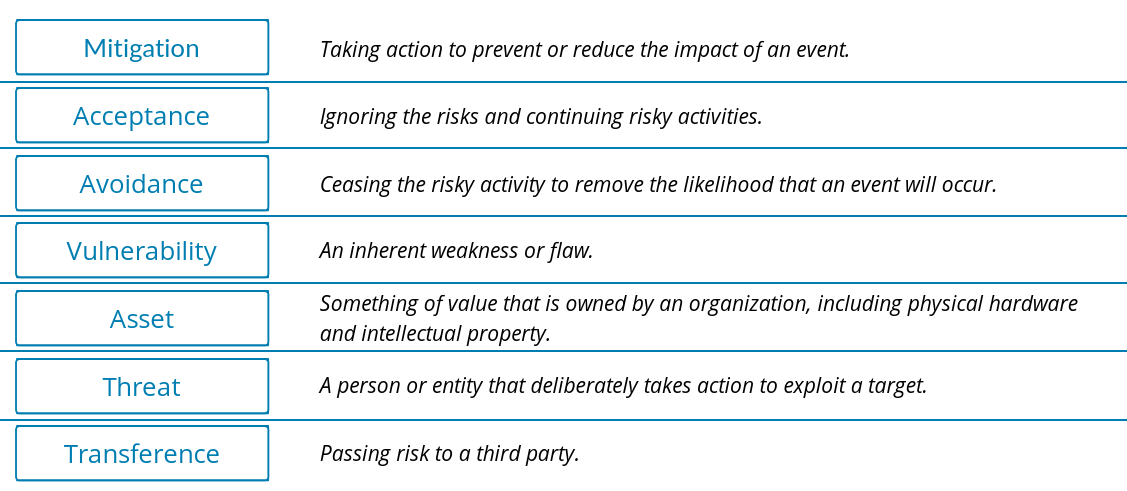 Mitigation
Taking action to prevent or reduce the impact of an event.
Acceptance
Ignoring the risks and continuing risky activities.
Avoidance
Ceasing the risky activity to remove the likelihood that an event will occur.
Vulnerability
An inherent weakness or flaw.
Asset
Something of value that is owned by an organization, including physical hardware
and intellectual property.
Threat
A person or entity that deliberately takes action to exploit a target.
Transference
Passing risk to a third party.